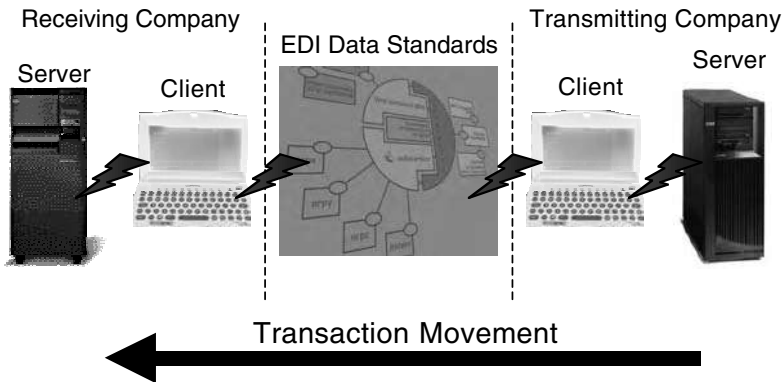 Receiving Company
Transmitting Company
EDI Data Standards
Server
Client
Client
Server
Transaction Movement